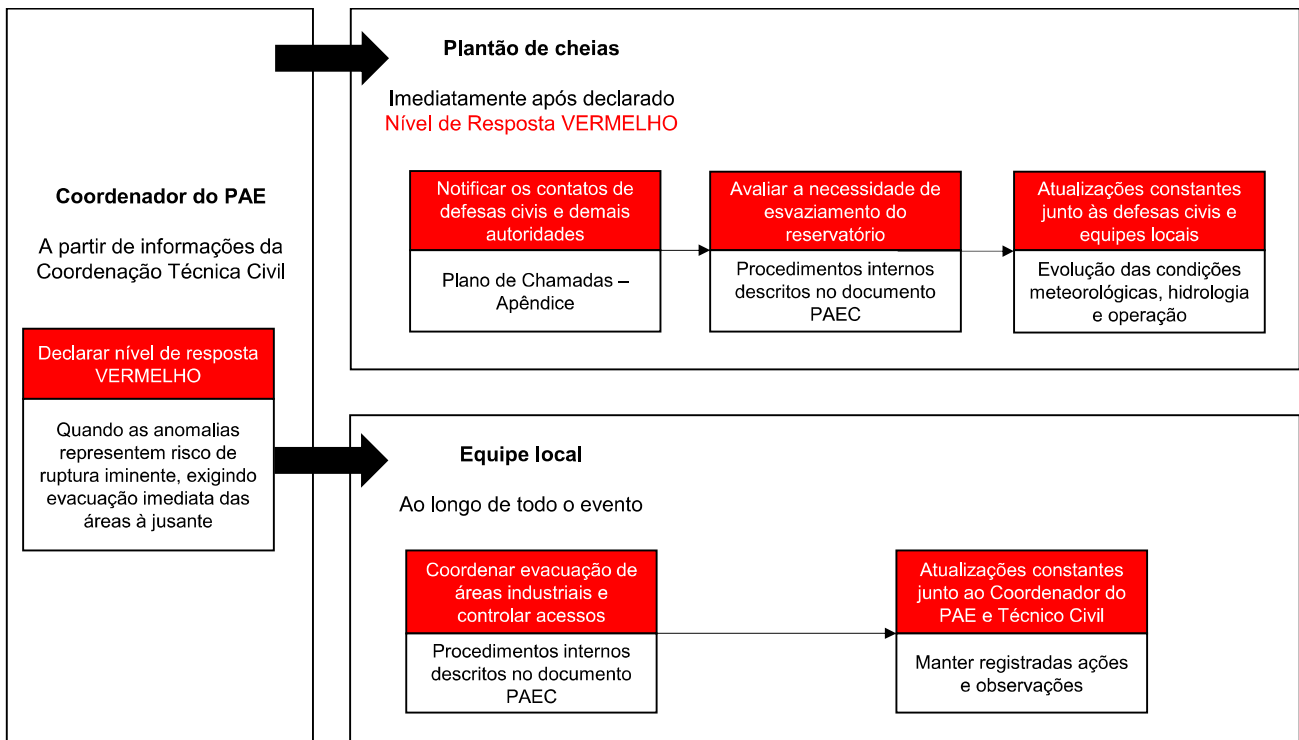 Coordenador do PAE
A partir de informações da
Coordenação Técnica Civil
Declarar nível de resposta
VERMELHO
Quando as anomalias
representem risco de
ruptura iminente, exigindo
evacuação imediata das
áreas à jusante
Plantão de cheias
Imediatamente após declarado
Nível de Resposta VERMELHO
Notificar os contatos de
defesas civis e demais
autoridades
Plano de Chamadas –
Apêndice
Avaliar a necessidade de
esvaziamento do
reservatório
Procedimentos internos
descritos no documento
PAEC
Atualizações constantes
junto às defesas civis e
equipes locais
Evolução das condições
meteorológicas, hidrologia
e operação
Equipe local
Ao longo de todo o evento
Coordenar evacuação de
áreas industriais e
controlar acessos
Procedimentos internos
descritos no documento
PAEC
Atualizações constantes
junto ao Coordenador do
PAE e Técnico Civil
Manter registradas ações
e observações